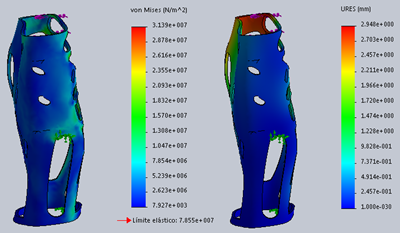 von Mises (N/m^2)
3.139e+007
2.878e+007
2.616e+007
2.355e+007
2.093e+007
1.832e+007
1.570e+007
1.309e+007
1.047e+007
7.854e+006
5.239e+006
2.623e+006
7.927e+003
Límite elástico: 7.855e+007
URES (mm)
2.948e+000
2.703e+000
2.457e+000
2.211e+000
1.966e+000
1.720e+000
1.474e+000
1.228e+000
9.828e-001
7.371e-001
4.914e-001
2.457e-001
1.000e-030